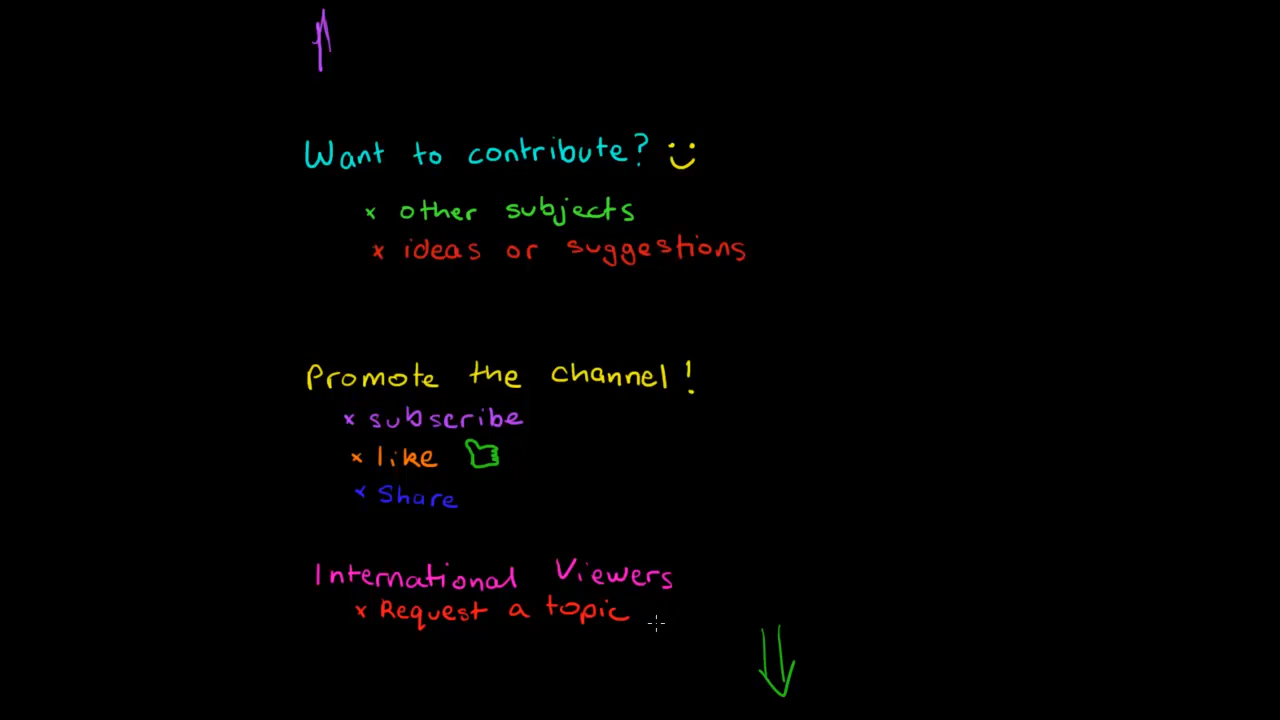 Want to contribute?
x other subjects
x ideas or suggestions
Promote the channel!
x subscribe
x like
x Share
International Viewers
x Request a topic